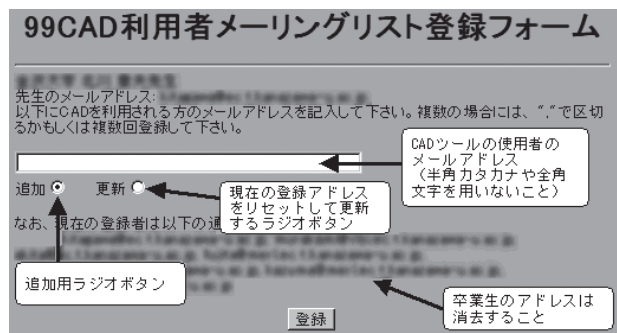 99CAD利用者メーリングリスト登録フォーム
先生のメールアドレス:
以下にCADを利用される方のメールアドレスを記入して下さい。複数の場合には、","で区切
るかもしくは複数回登録して下さい。
CADツールの使用者の
メールアドレス
（半角カタカナや全角
文字を用いないこと）
追加 更新
現在の登録アドレス
をリセットして更新
するラジオボタン
なお、現在の登録者は以下の通
追加用ラジオボタン
卒業生のアドレスは
消去すること
登録